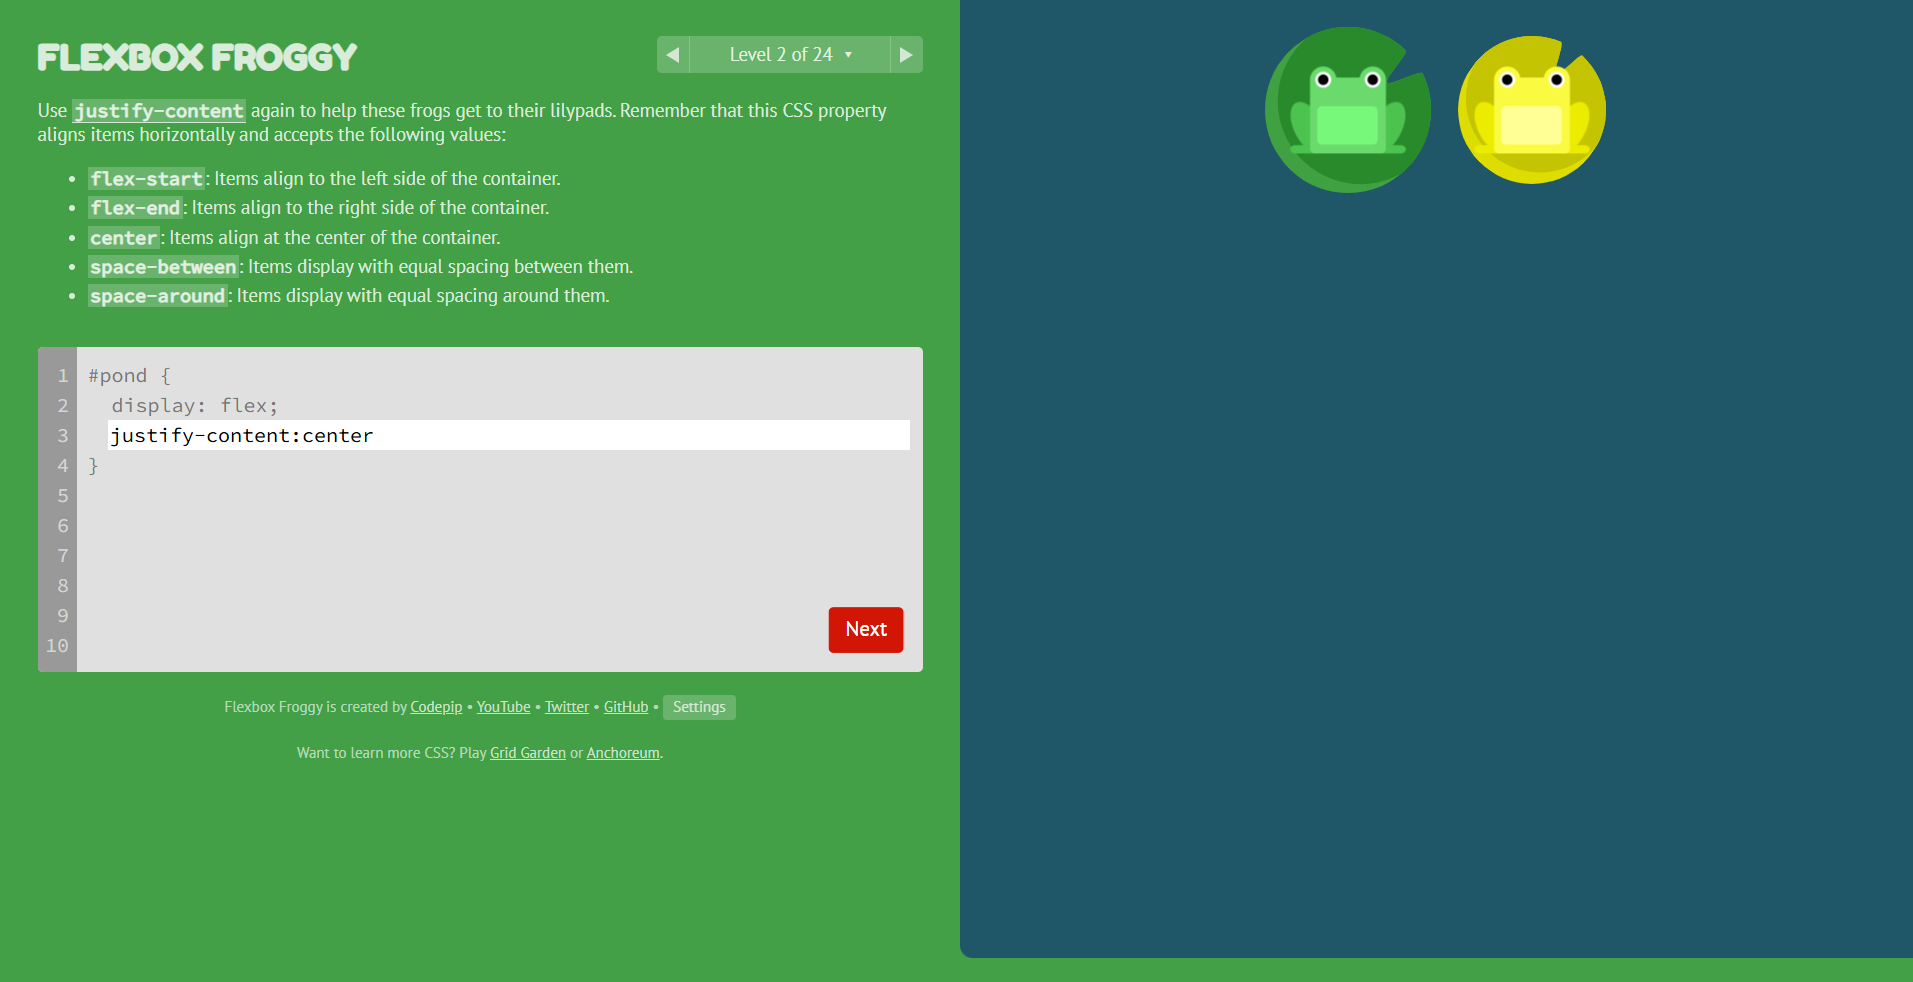 FLEXBOX FROGGY
Level 2 of 24
Use justify-content again to help these frogs get to their lilypads. Remember that this CSS property
aligns items horizontally and accepts the following values:
flex-start: Items align to the left side of the container.
flex-end: Items align to the right side of the container.
center: Items align at the center of the container.
space-between: Items display with equal spacing between them.
space-around: Items display with equal spacing around them.
1 #pond {
2 display: flex;
3 justify-content:center
4 }
5
6
7
8
9
10
Next
Flexbox Froggy is created by Codepip • YouTube • Twitter • GitHub • Settings
Want to learn more CSS? Play Grid Garden or Anchoreum.